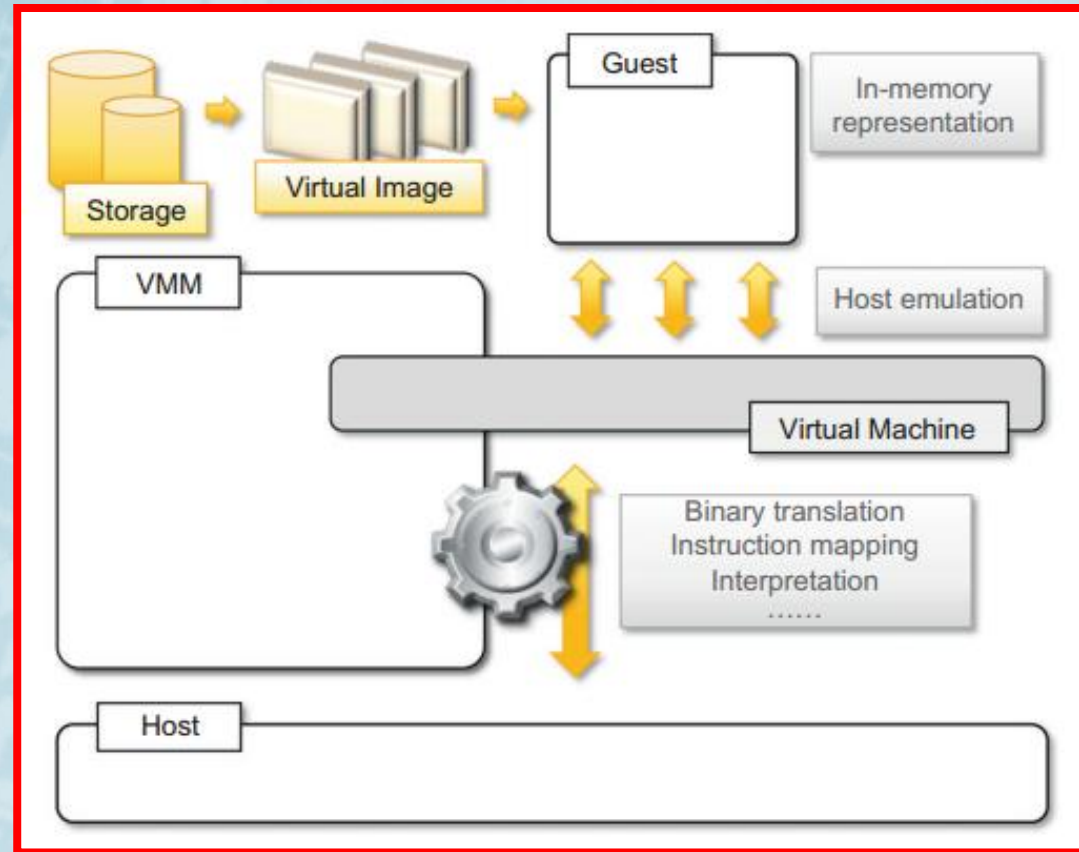 Guest
In-memory
representation
Virtual Image
Storage
VMM
Host emulation
Virtual Machine
Binary translation
Instruction mapping
Interpretation
……
Host